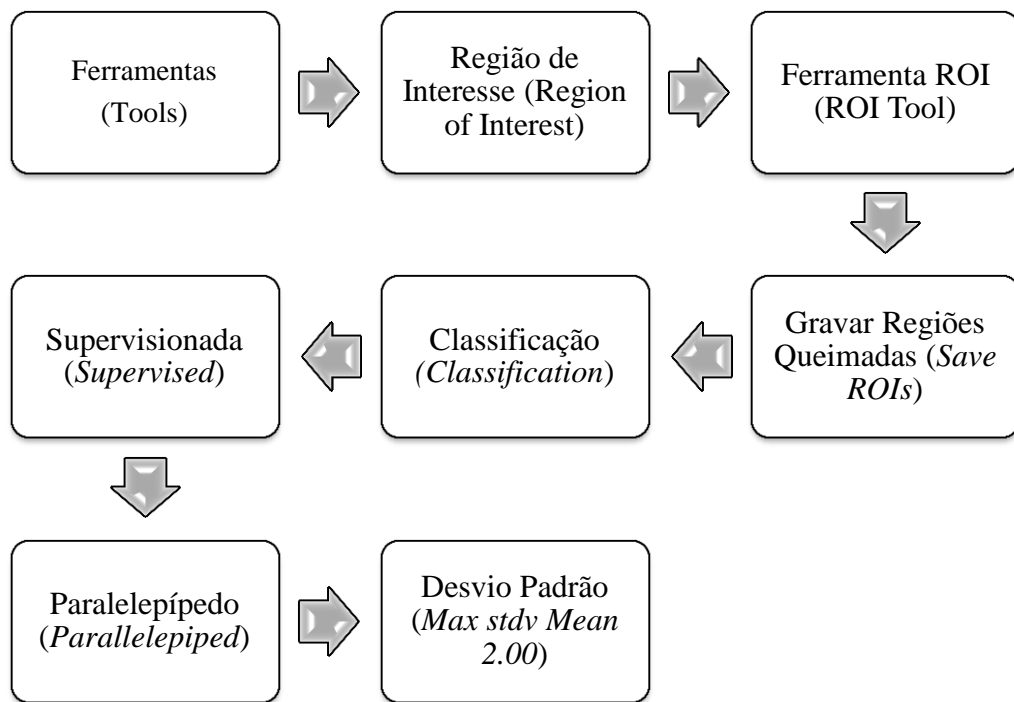 Ferramentas
(Tools)
Região de
Interesse (Region
of Interest)
Ferramenta ROI
(ROI Tool)
Gravar Regiões
Queimadas (Save
ROIs)
Classificação
(Classification)
Supervisionada
(Supervised)
Paralelepípedo
(Parallelepiped)
Desvio Padrão
(Max stdv Mean
2.00)